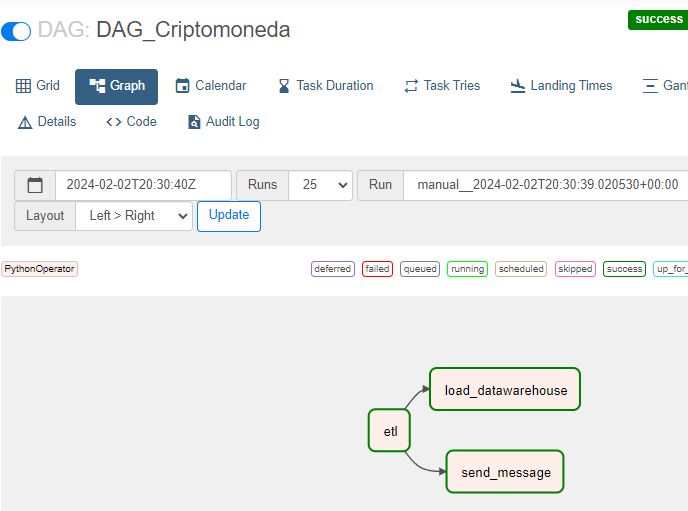 DAG: DAG_Criptomoneda
success
Grid Graph Calendar Task Duration Task Tries Landing Times Gant
Details Code Audit Log
2024-02-02T20:30:40Z Runs 25 Run manual__2024-02-02T20:30:39.020530+00:00
Layout Left > Right Update
PythonOperator deferred failed queued running scheduled skipped success up_for_
load_datawarehouse
etl
send_message